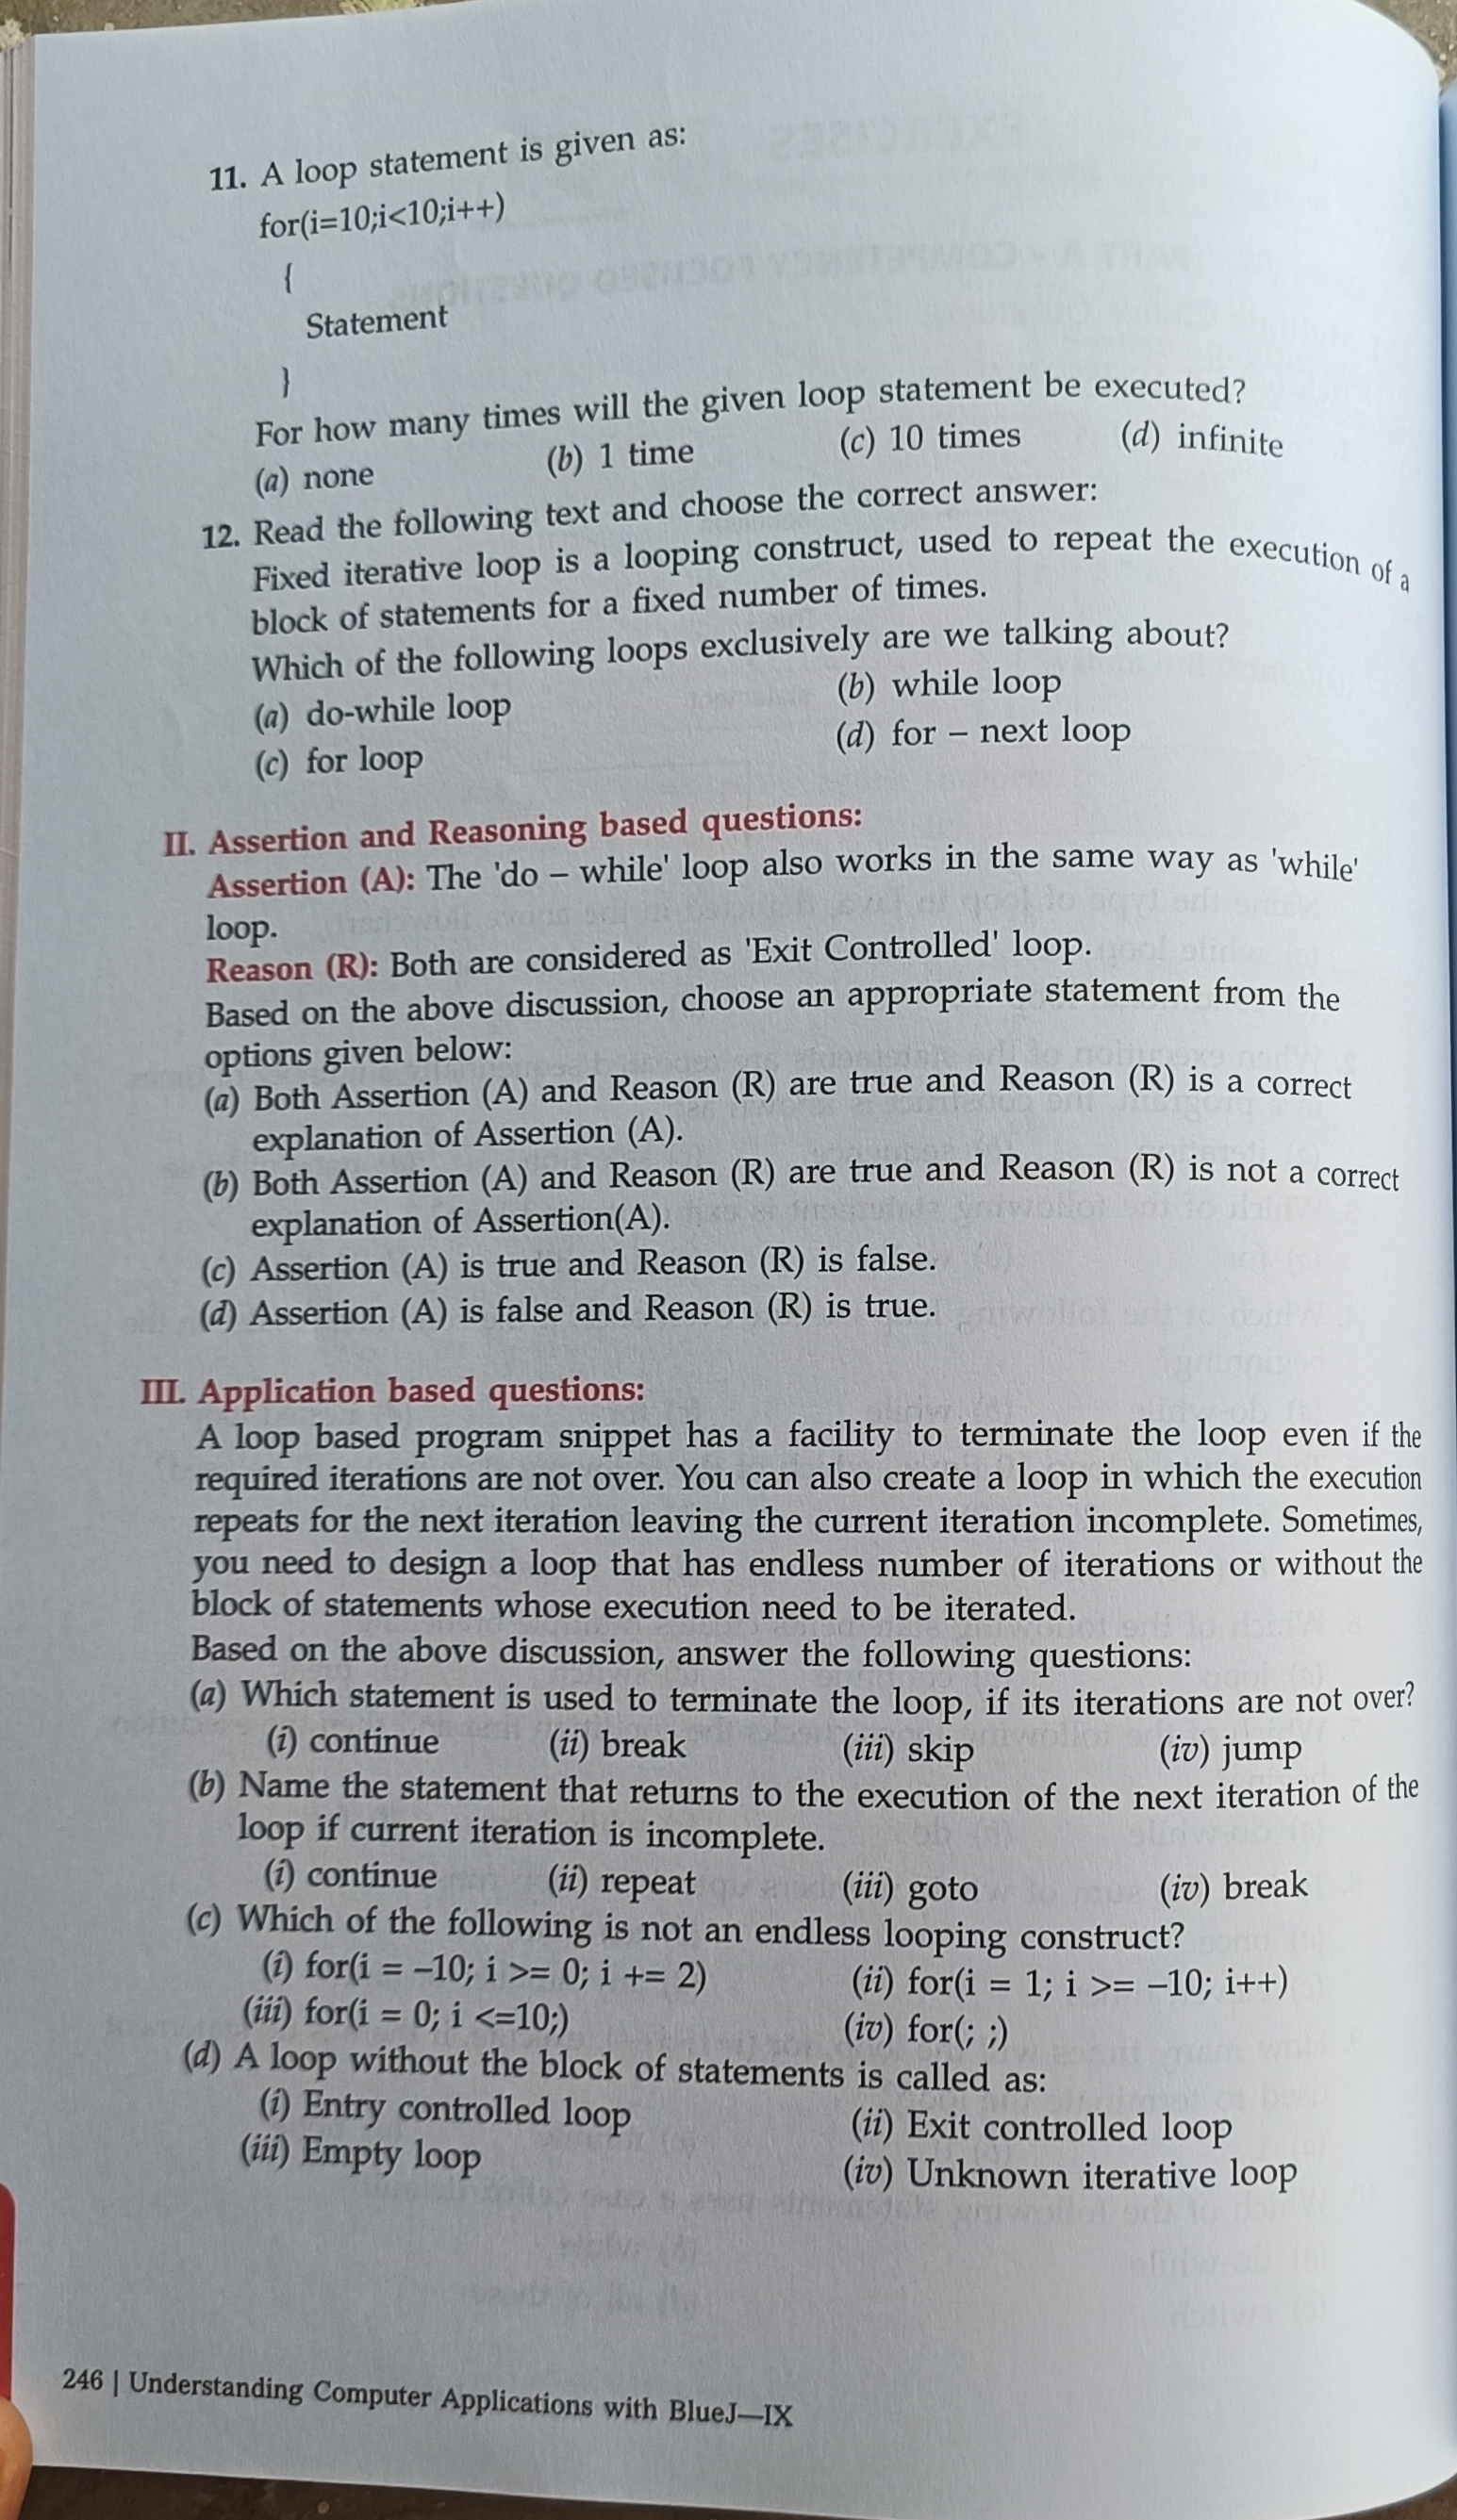 11. A loop statement is given as:
for(i=10;i<10;i++)
{
Statement
}
For how many times will the given loop statement be executed?
(a) none (b) 1 time (c) 10 times (d) infinite
12. Read the following text and choose the correct answer:
Fixed iterative loop is a looping construct, used to repeat the execution of a
block of statements for a fixed number of times.
Which of the following loops exclusively are we talking about?
(a) do-while loop (b) while loop
(c) for loop (d) for – next loop
II. Assertion and Reasoning based questions:
Assertion (A): The 'do – while' loop also works in the same way as 'while'
loop.
Reason (R): Both are considered as 'Exit Controlled' loop.
Based on the above discussion, choose an appropriate statement from the
options given below:
(a) Both Assertion (A) and Reason (R) are true and Reason (R) is a correct
explanation of Assertion (A).
(b) Both Assertion (A) and Reason (R) are true and Reason (R) is not a correct
explanation of Assertion(A).
(c) Assertion (A) is true and Reason (R) is false.
(d) Assertion (A) is false and Reason (R) is true.
III. Application based questions:
A loop based program snippet has a facility to terminate the loop even if the
required iterations are not over. You can also create a loop in which the execution
repeats for the next iteration leaving the current iteration incomplete. Sometimes,
you need to design a loop that has endless number of iterations or without the
block of statements whose execution need to be iterated.
Based on the above discussion, answer the following questions:
(a) Which statement is used to terminate the loop, if its iterations are not over?
(i) continue (ii) break (iii) skip (iv) jump
(b) Name the statement that returns to the execution of the next iteration of the
loop if current iteration is incomplete.
(i) continue (ii) repeat (iii) goto (iv) break
(c) Which of the following is not an endless looping construct?
(i) for(i = –10; i >= 0; i += 2) (ii) for(i = 1; i >= –10; i++)
(iii) for(i = 0; i <=10;) (iv) for(; ;)
(d) A loop without the block of statements is called as:
(i) Entry controlled loop (ii) Exit controlled loop
(iii) Empty loop (iv) Unknown iterative loop
246 | Understanding Computer Applications with BlueJ—IX